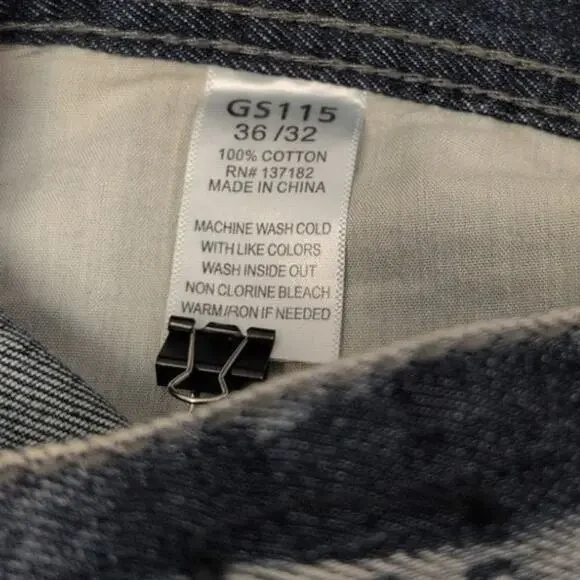 GS115
36 /32
100% COTTON
RN# 137182
MADE IN CHINA
MACHINE WASH COLD
WITH LIKE COLORS
WASH INSIDE OUT
NON CLORINE BLEACH
WARM IRON IF NEEDED